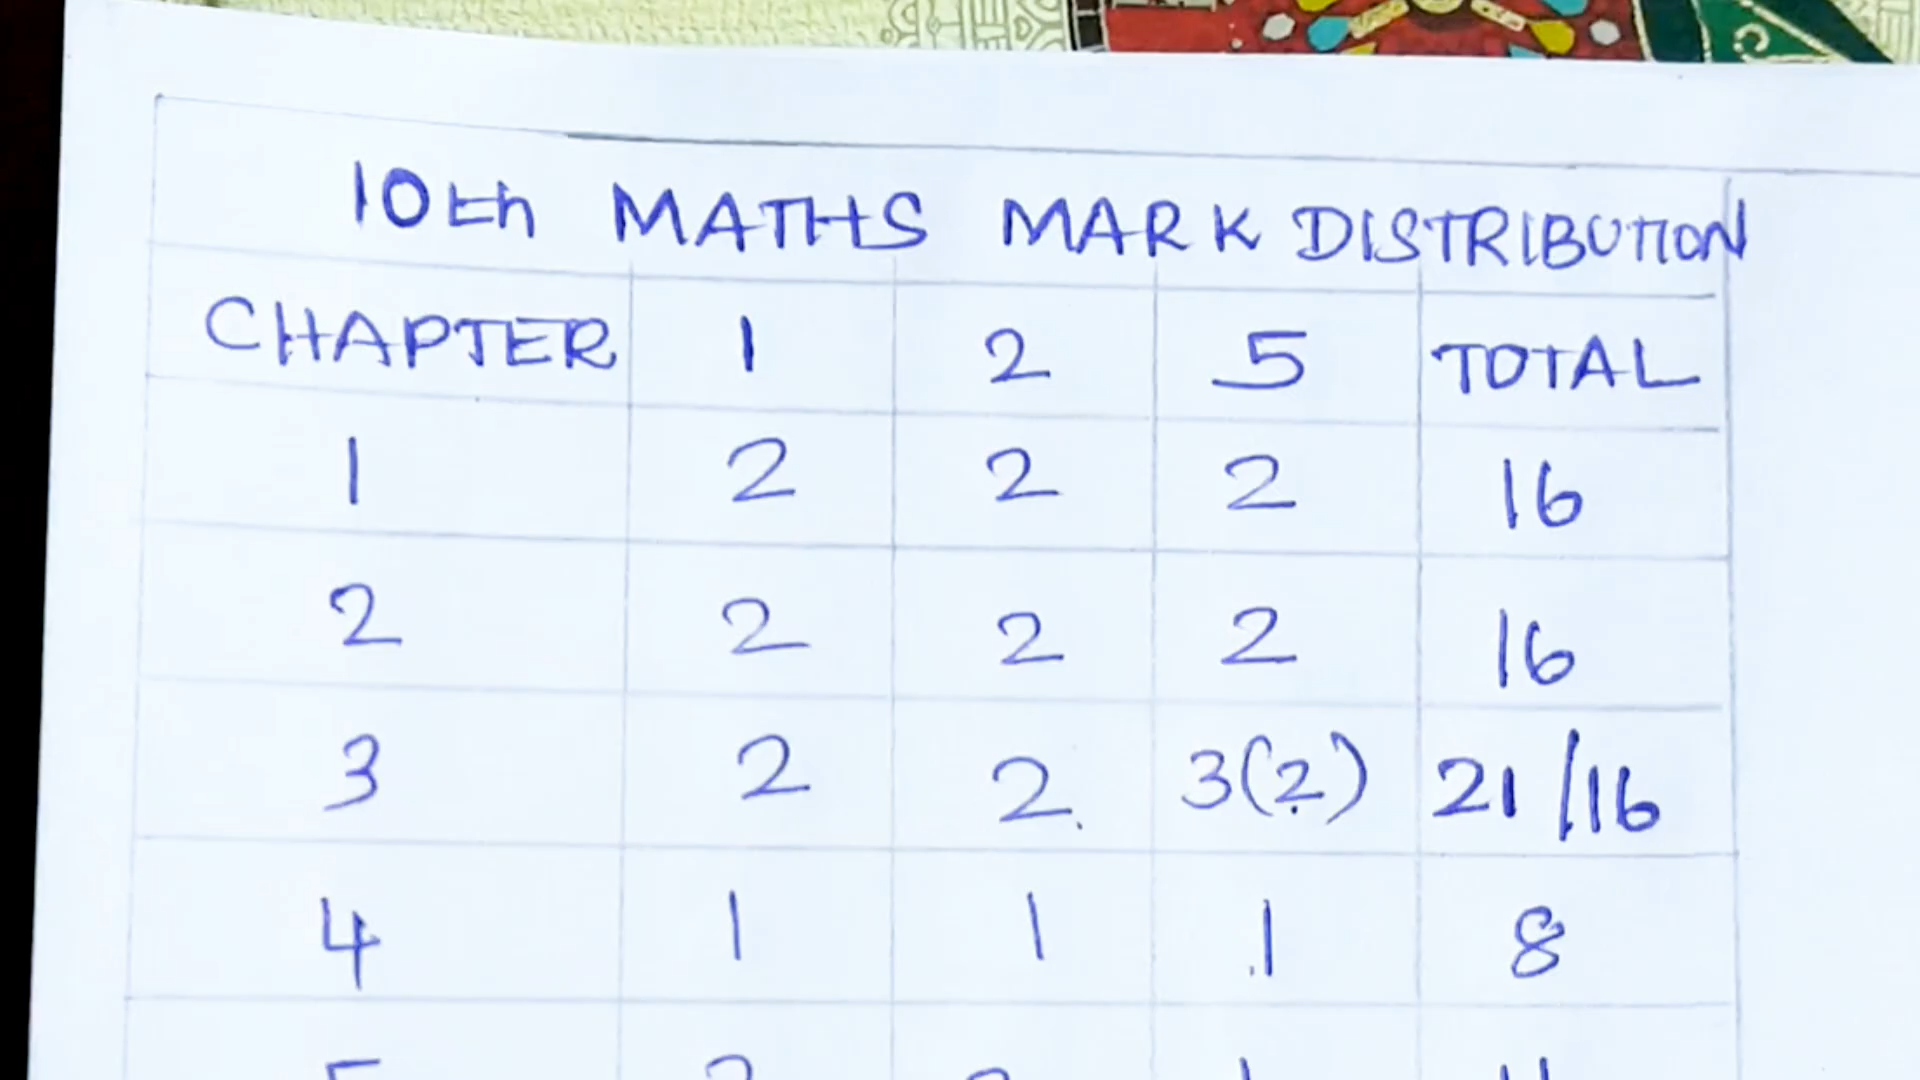 10th MATHS MARK DISTRIBUTION
CHAPTER 1 2 5 TOTAL
1 2 2 2 16
2 2 2 2 16
3 2 2 3(2) 21/16
4 1 1 1 8